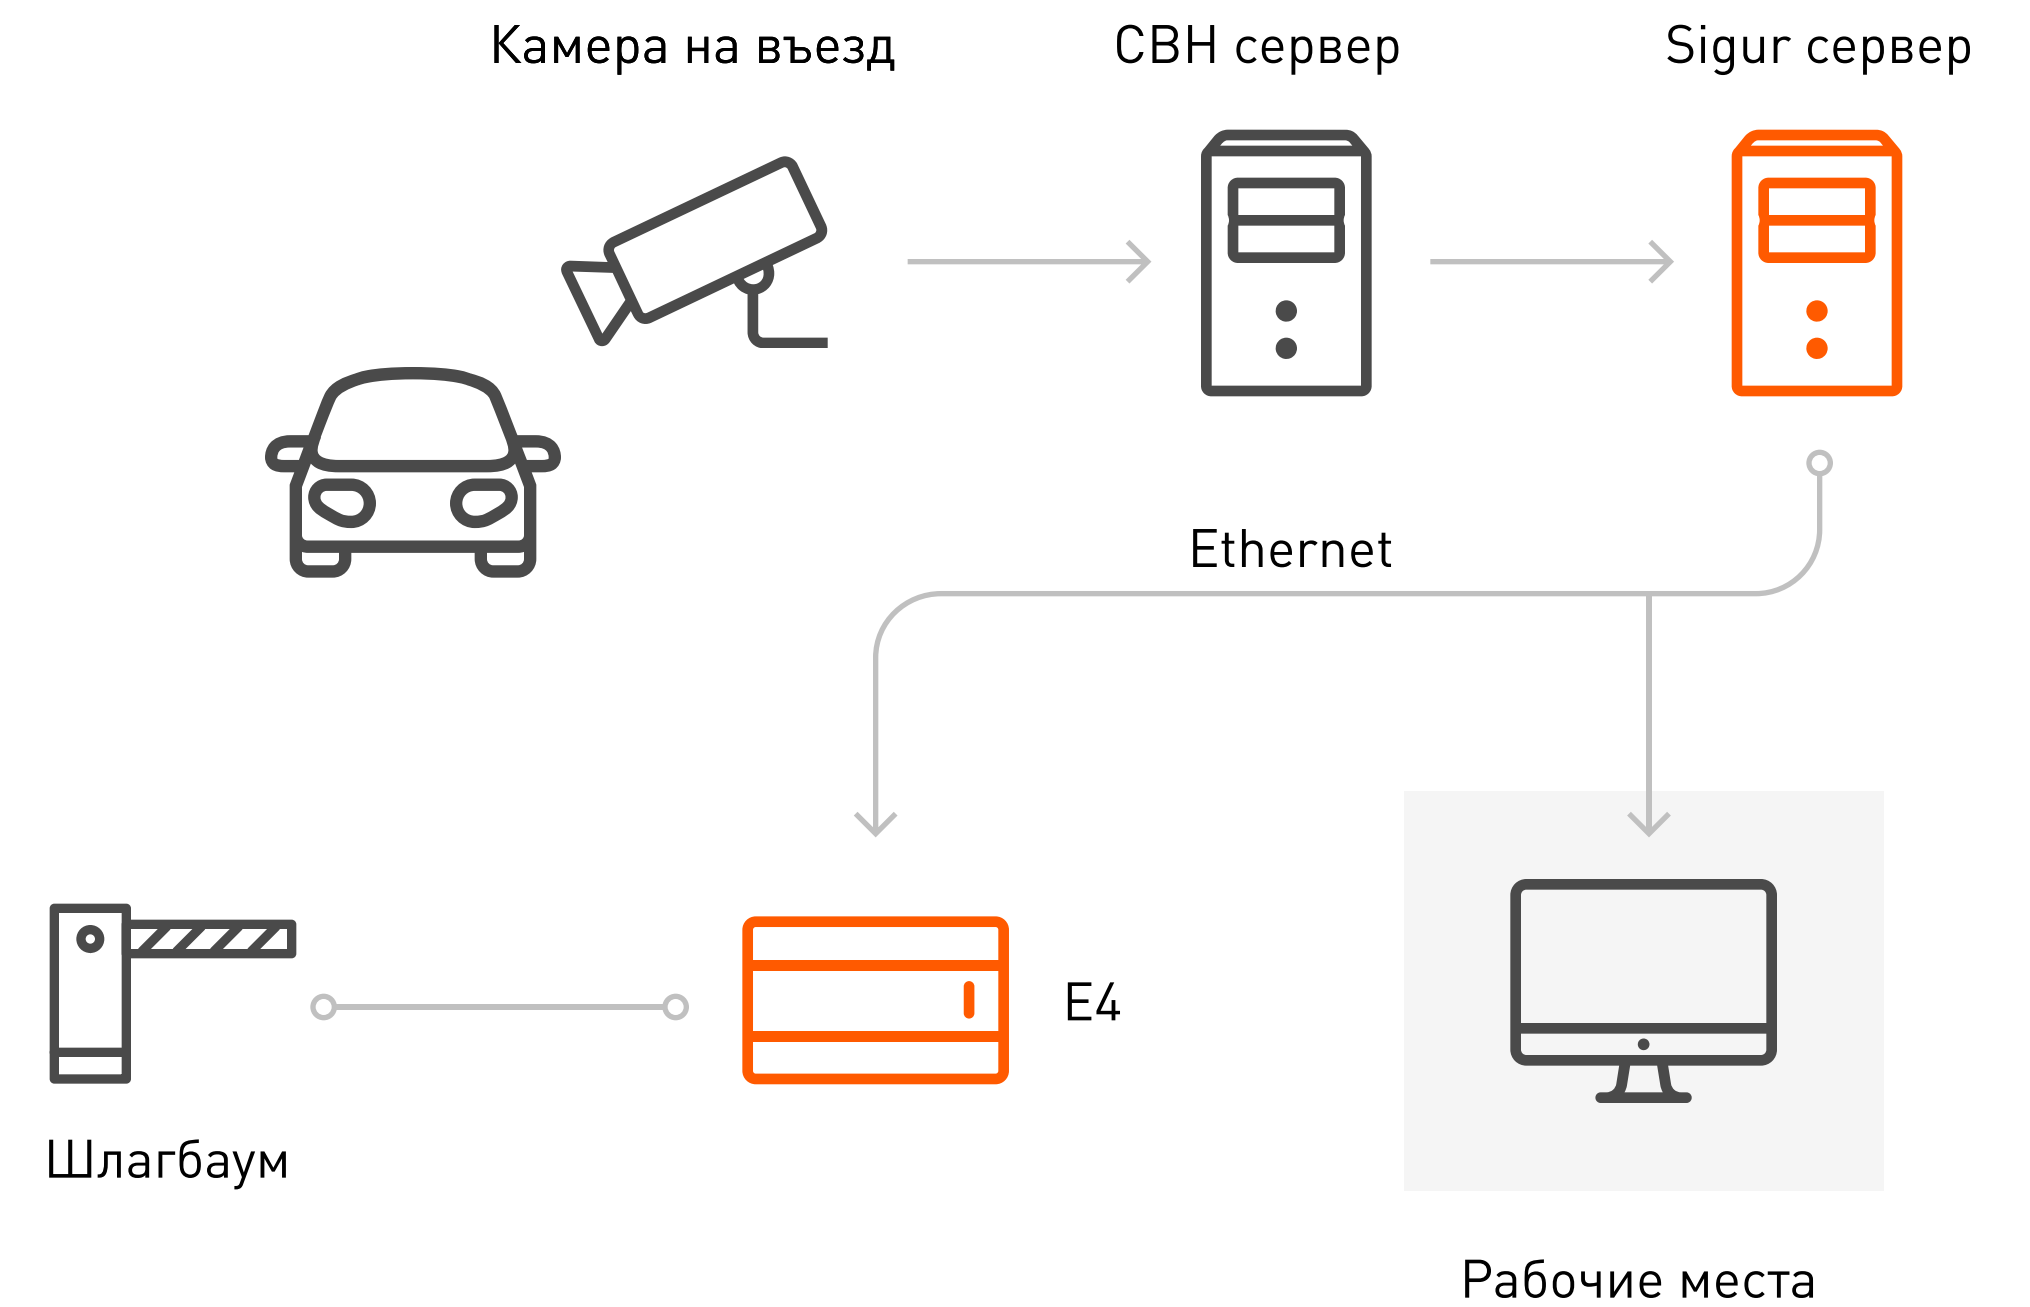 Камера на въезд
СВН сервер
Sigur сервер
Ethernet
E4
Шлагбаум
Рабочие места